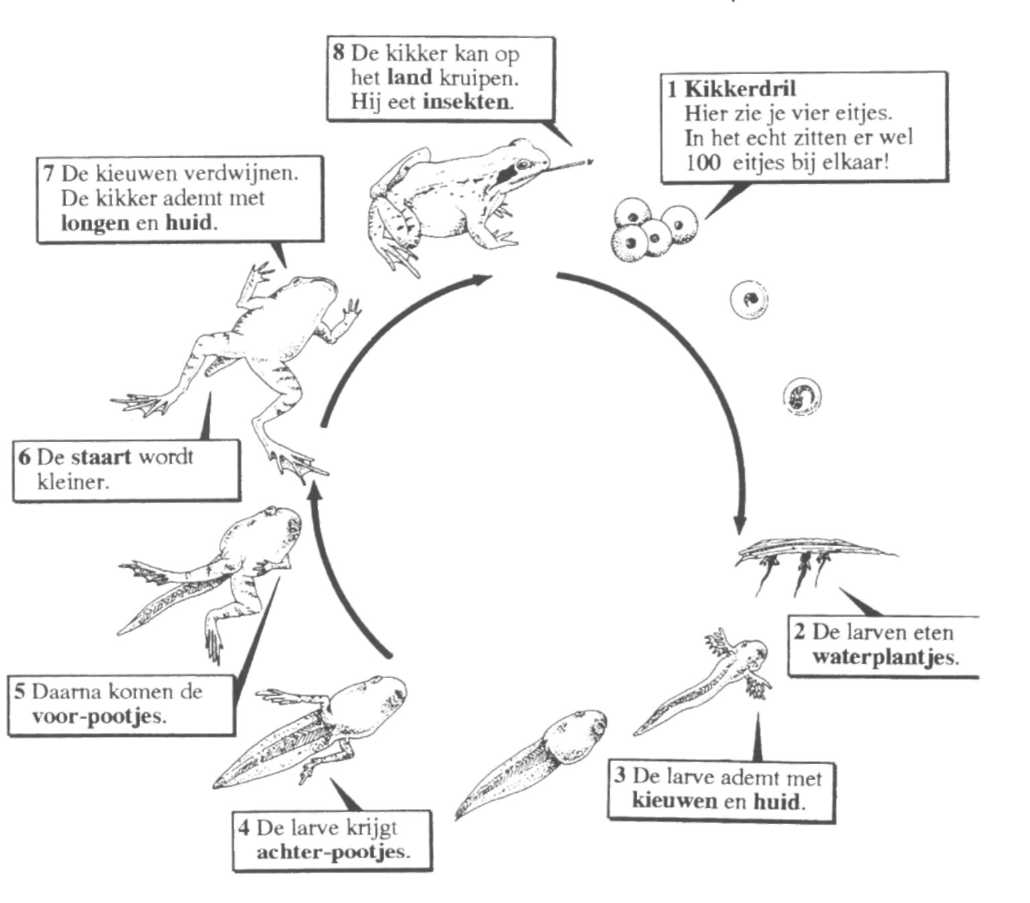 1 Kikkerdril
Hier zie je vier eitjes.
In het echt zitten er wel
100 eitjes bij elkaar!
2 De larven eten
waterplantjes.
3 De larve ademt met
kieuwen en huid.
4 De larve krijgt
achter-pootjes.
5 Daarna komen de
voor-pootjes.
6 De staart wordt
kleiner.
7 De kieuwen verdwijnen.
De kikker ademt met
longen en huid.
8 De kikker kan op
het land kruipen.
Hij eet insekten.